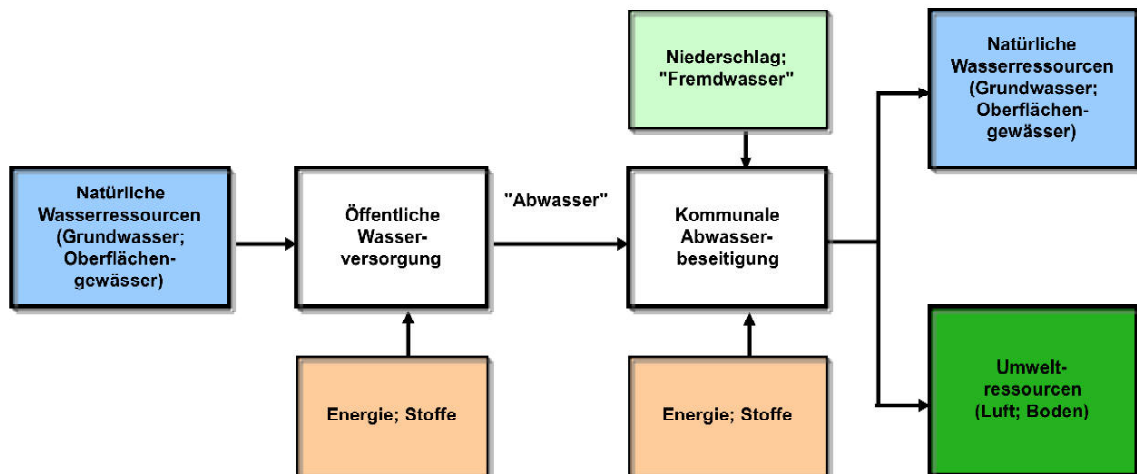 Natürliche
Wasserressourcen
(Grundwasser;
Oberflächen-
gewässer)
Öffentliche
Wasser-
versorgung
Energie; Stoffe
"Abwasser"
Niederschlag;
"Fremdwasser"
Kommunale
Abwasser-
beseitigung
Energie; Stoffe
Natürliche
Wasserressourcen
(Grundwasser;
Oberflächen-
gewässer)
Umwelt-
ressourcen
(Luft; Boden)